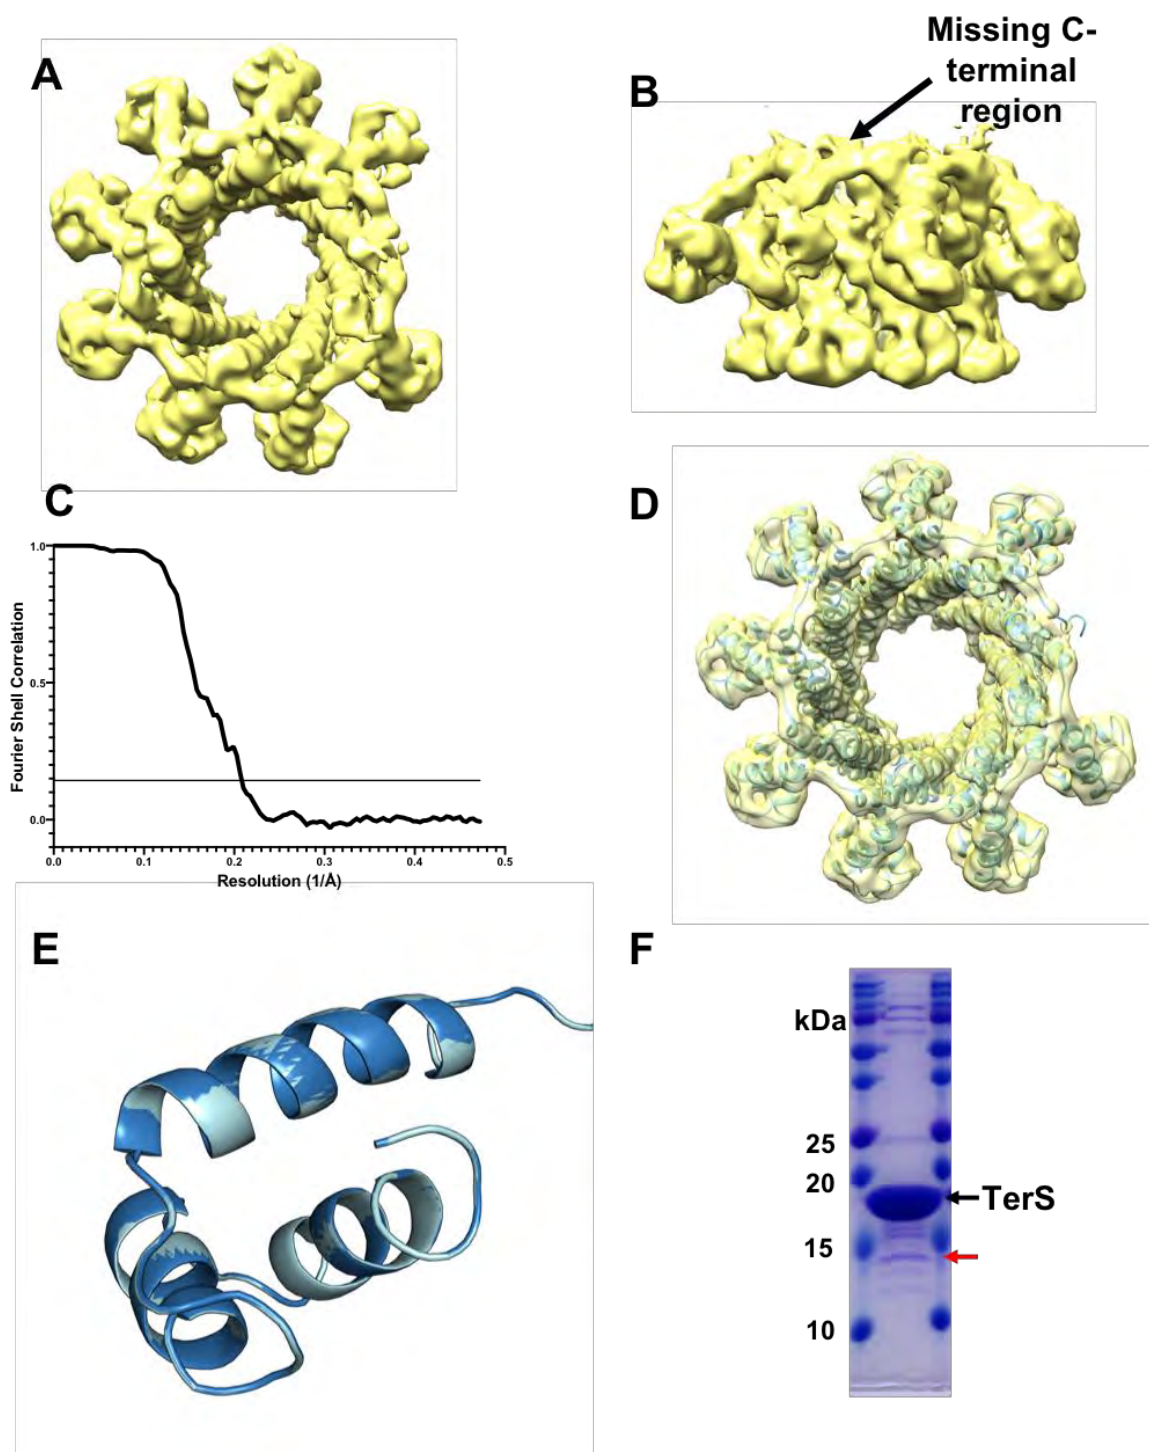 A
B
Missing C-
terminal
region
C
1.0
0.5
0.0
0.0
0.1
0.2
0.3
0.4
0.5
Fourier Shell Correlation
Resolution (1/Å)
D
E
F
kDa
25
20
TerS
15
10